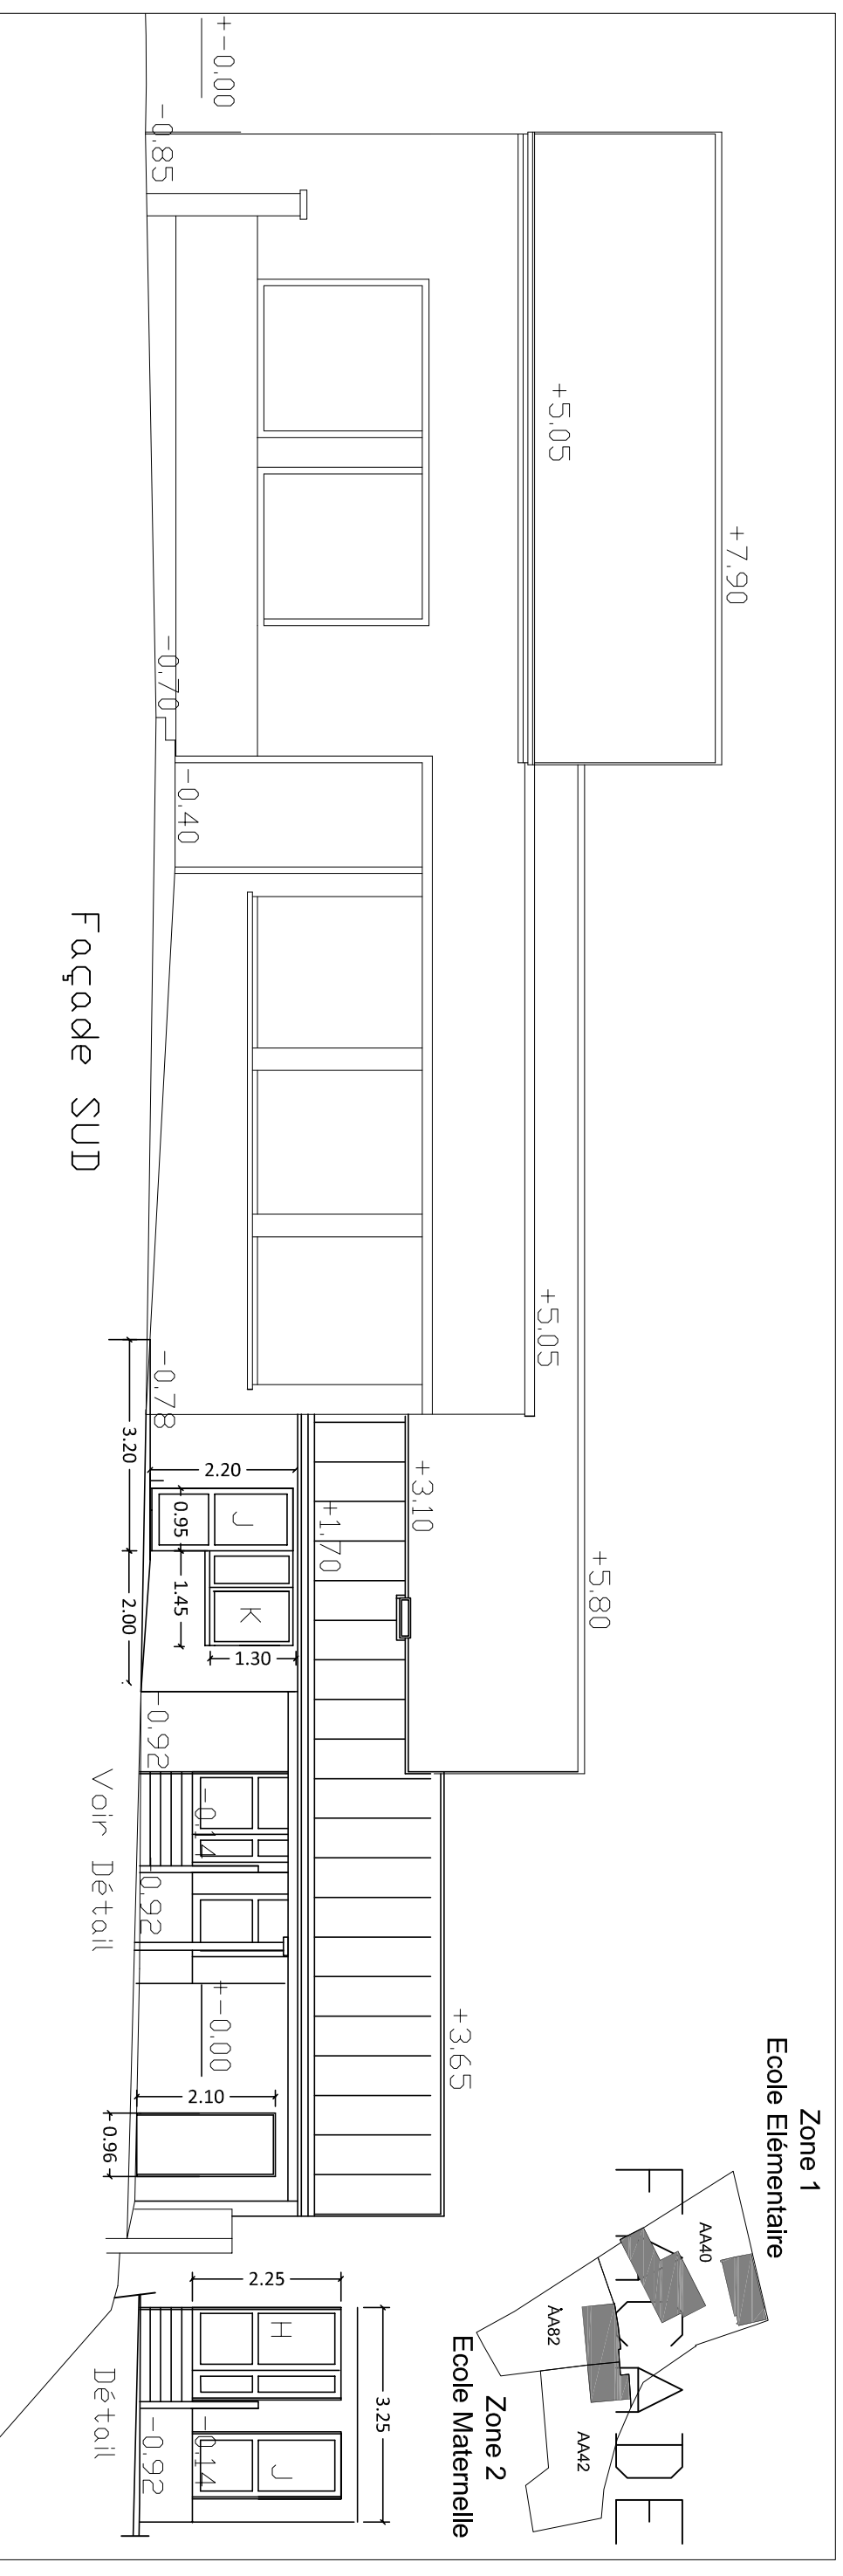 Zone 1
Ecole Elémentaire
+7.90
AA40
FACADE
+5.80
AA82
AA42
+5.05
+5.05
Zone 2
Ecole Maternelle
+3.65
+3.10
3.25
+1.70
+-0.00
-0.85
-0.70
-0.40
-0.78
2.20
J
K
0.95
1.45
1.30
3.20
2.00
-0.92
-0.14
-0.92
+-0.00
2.10
0.96
2.25
H
J
-0.14
-0.92
Façade SUD
Voir Détail
Détail